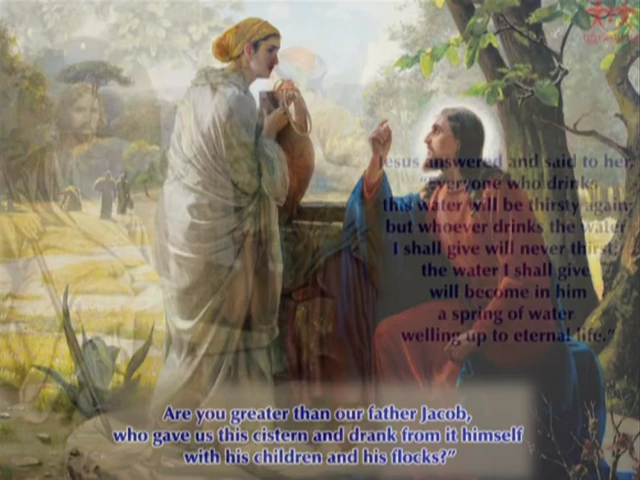 Jesus answered and said to her,
"Everyone who drinks
this water will be thirsty again;
but whoever drinks the water
I shall give will never thirst;
the water I shall give
will become in him
a spring of water
welling up to eternal life."
Are you greater than our father Jacob,
who gave us this cistern and drank from it himself
with his children and his flocks?"